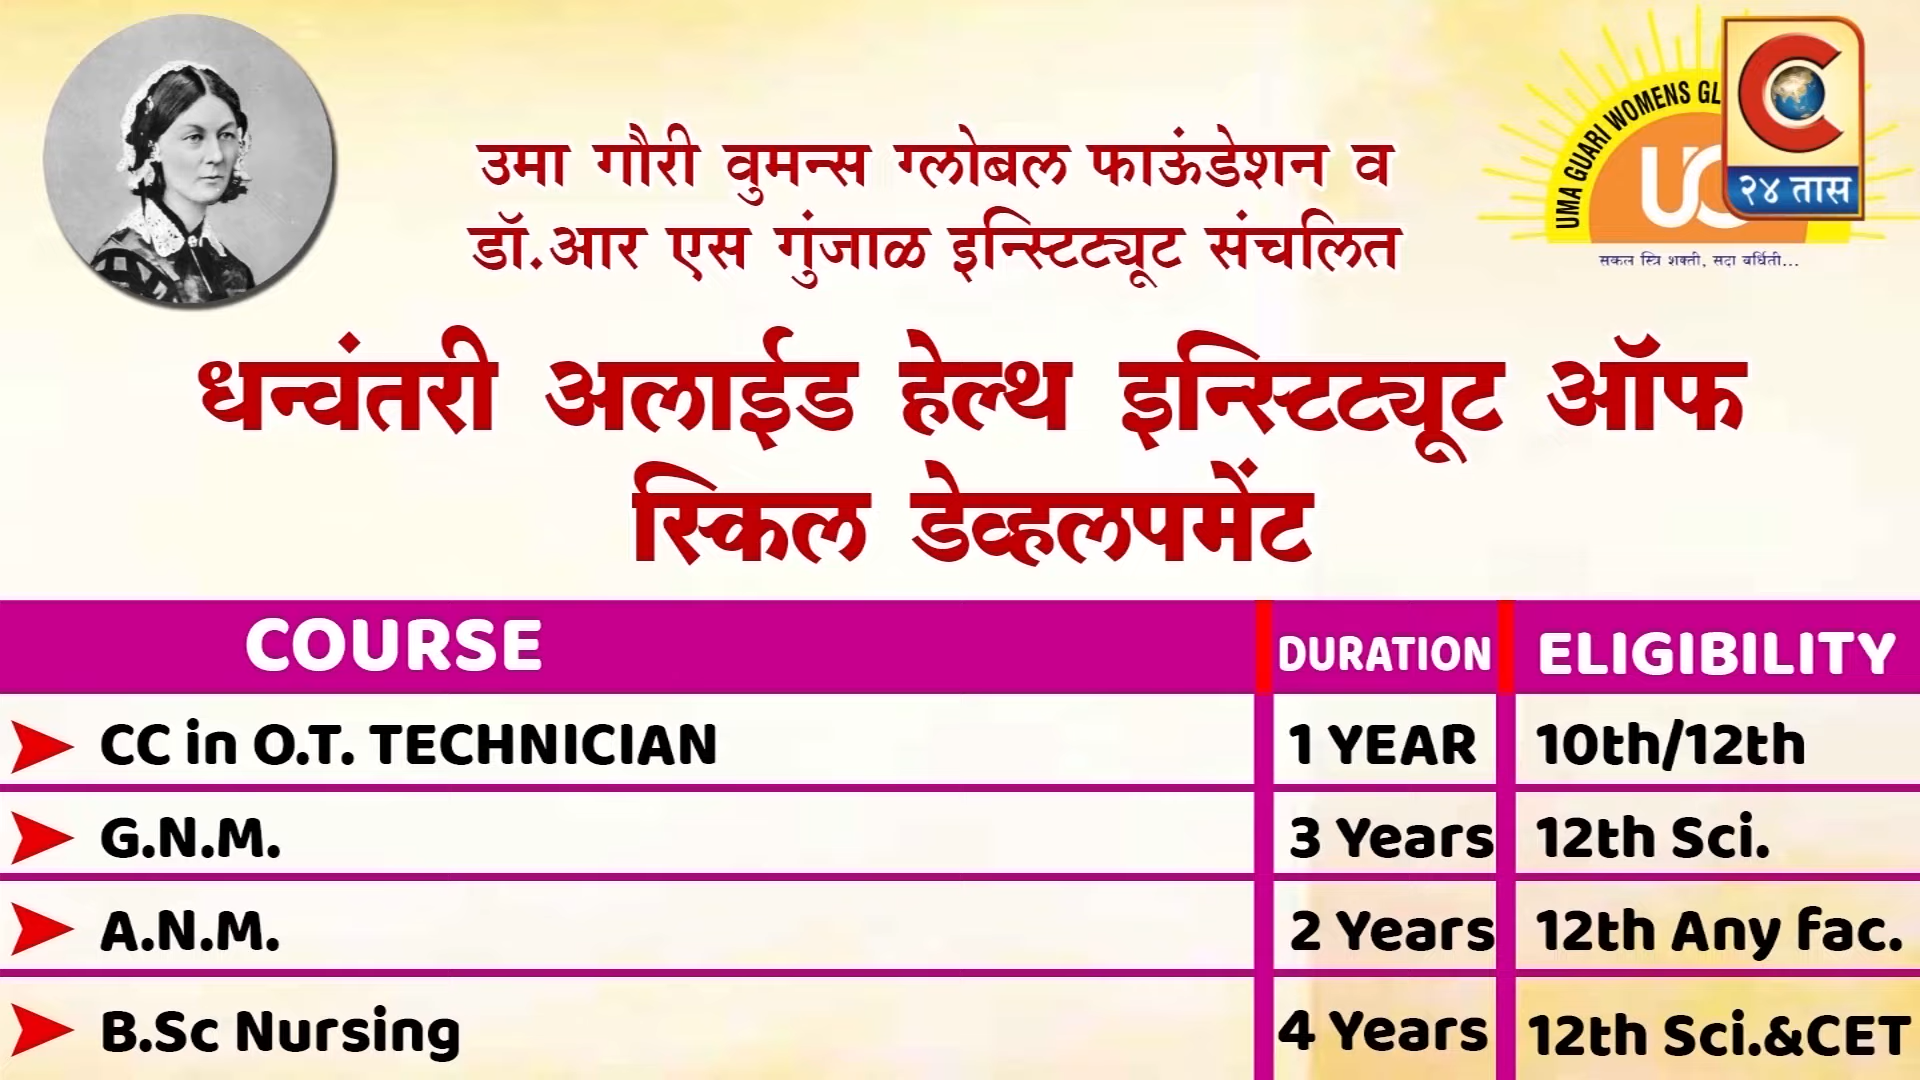 उमा गौरी वुमन्स ग्लोबल फाऊंडेशन व
डॉ.आर एस गुंजाळ इन्स्टिट्यूट संचलित
UMA GUARI WOMENS
C
२४ तास
सकल स्त्रि शक्ती, सदा वर्धिती...
धन्वंतरी अलाईड हेल्थ इन्स्टिट्यूट ऑफ
स्किल डेव्हलपमेंट
COURSE DURATION ELIGIBILITY
CC in O.T. TECHNICIAN 1 YEAR 10th/12th
G.N.M. 3 Years 12th Sci.
A.N.M. 2 Years 12th Any fac.
B.Sc Nursing 4 Years 12th Sci.&CET